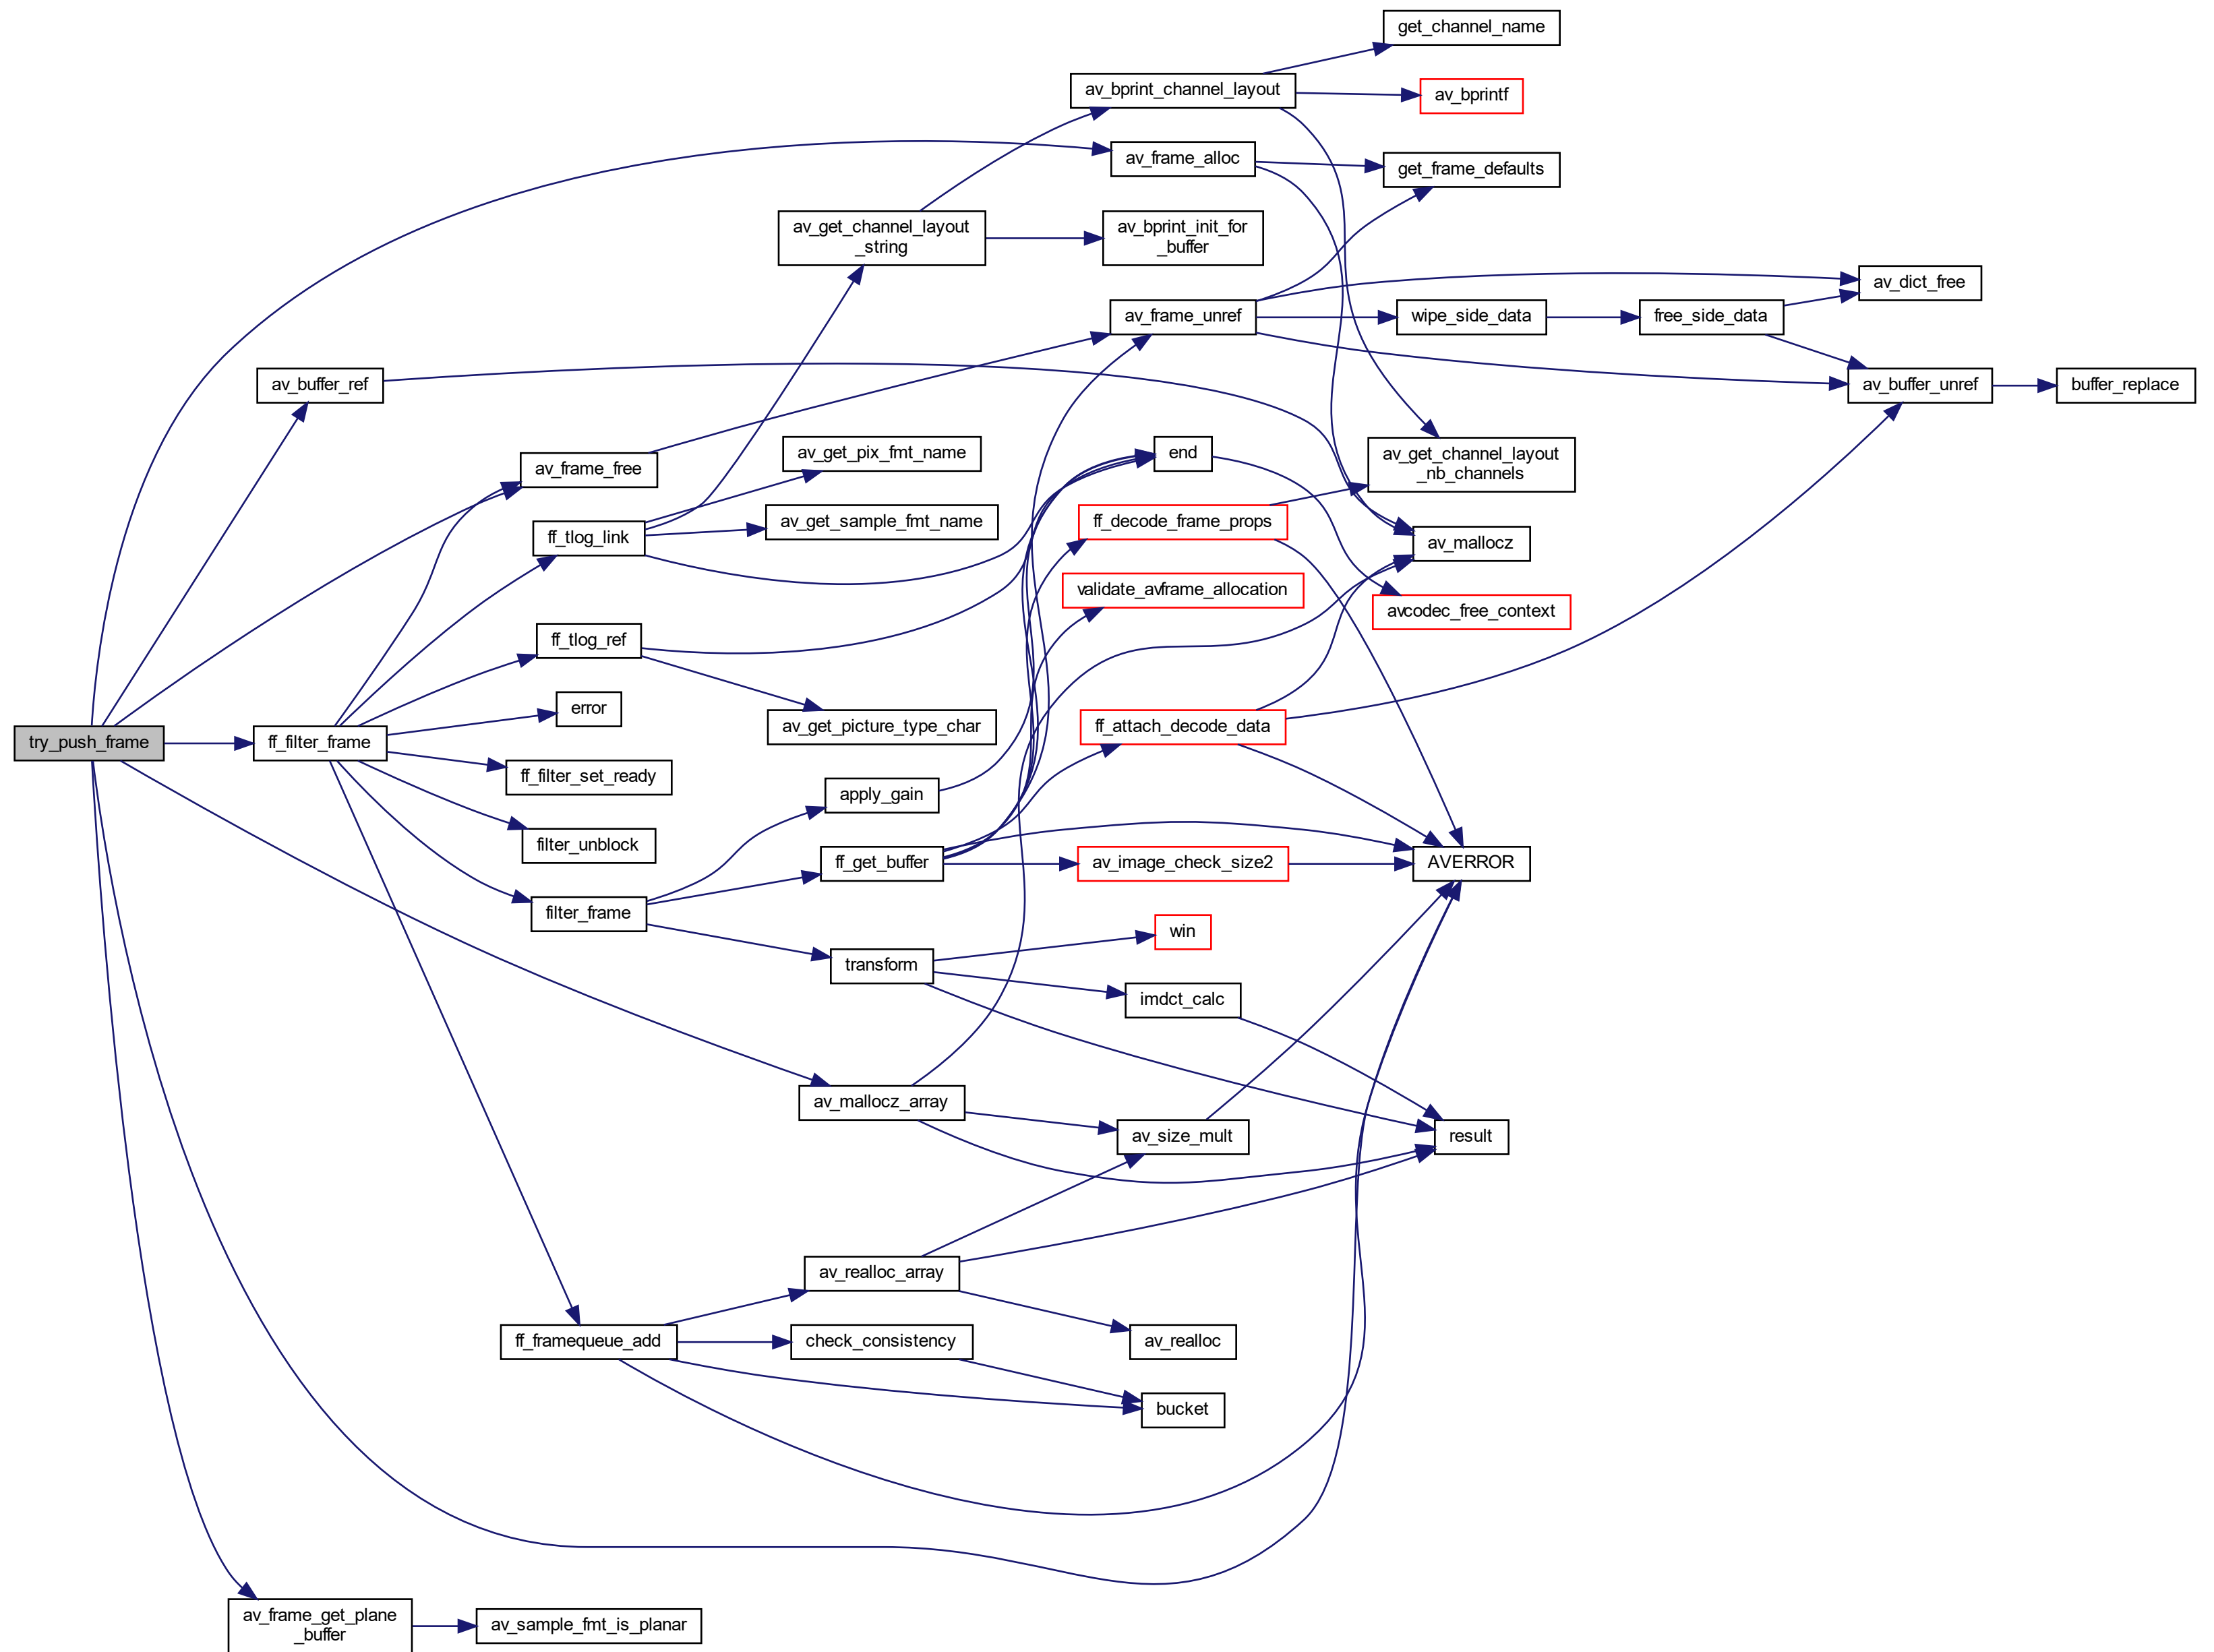 get_channel_name
av_bprint_channel_layout
av_bprintf
av_frame_alloc
get_frame_defaults
av_get_channel_layout
_string
av_bprint_init_for
_buffer
av_dict_free
av_frame_unref
wipe_side_data
free_side_data
av_buffer_ref
av_buffer_unref
buffer_replace
av_frame_free
av_get_pix_fmt_name
end
av_get_channel_layout
_nb_channels
ff_tlog_link
av_get_sample_fmt_name
ff_decode_frame_props
av_mallocz
validate_avframe_allocation
avcodec_free_context
ff_tlog_ref
error
av_get_picture_type_char
ff_attach_decode_data
try_push_frame
ff_filter_frame
ff_filter_set_ready
apply_gain
filter_unblock
ff_get_buffer
av_image_check_size2
AVERROR
filter_frame
win
transform
imdct_calc
av_mallocz_array
av_size_mult
result
av_realloc_array
ff_framequeue_add
check_consistency
av_realloc
bucket
av_frame_get_plane
_buffer
av_sample_fmt_is_planar